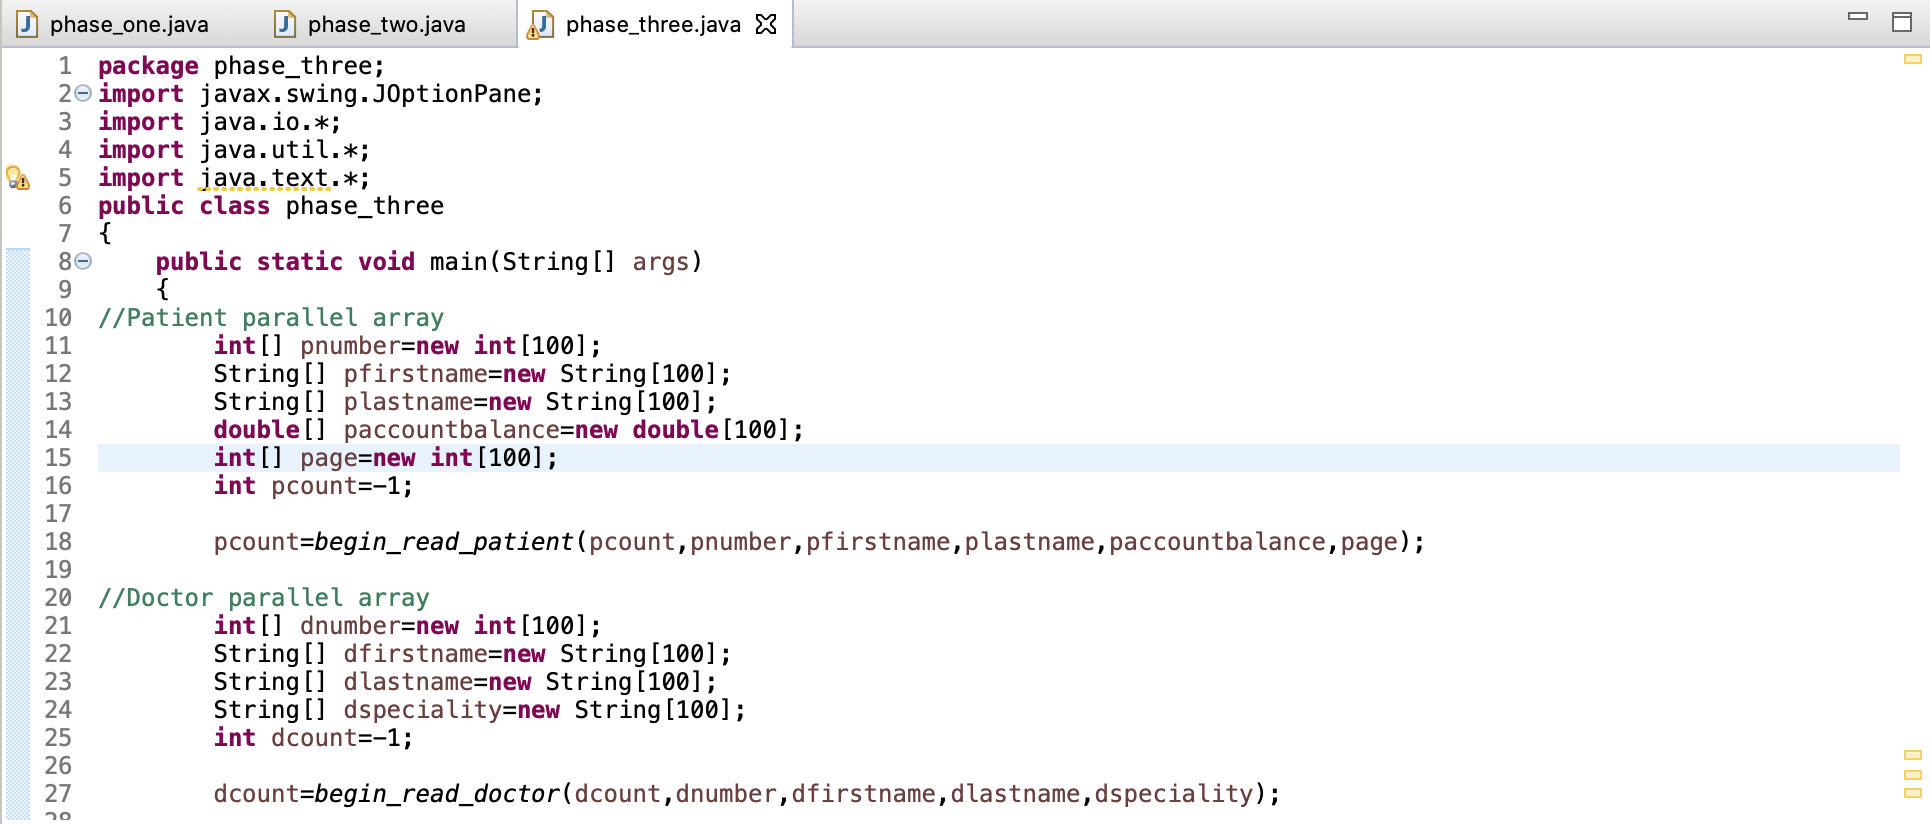 phase_one.java phase_two.java phase_three.java
1 package phase_three;
2 import javax.swing.JOptionPane;
3 import java.io.*;
4 import java.util.*;
5 import java.text.*;
6 public class phase_three
7 {
8 public static void main(String[] args)
9 {
10 //Patient parallel array
11 int[] pnumber=new int[100];
12 String[] pfirstname=new String[100];
13 String[] plastname=new String[100];
14 double[] paccountbalance=new double[100];
15 int[] page=new int[100];
16 int pcount=-1;
17
18 pcount=begin_read_patient(pcount,pnumber,pfirstname,plastname,paccountbalance,page);
19
20 //Doctor parallel array
21 int[] dnumber=new int[100];
22 String[] dfirstname=new String[100];
23 String[] dlastname=new String[100];
24 String[] dspeciality=new String[100];
25 int dcount=-1;
26
27 dcount=begin_read_doctor(dcount,dnumber,dfirstname,dlastname,dspeciality);
28